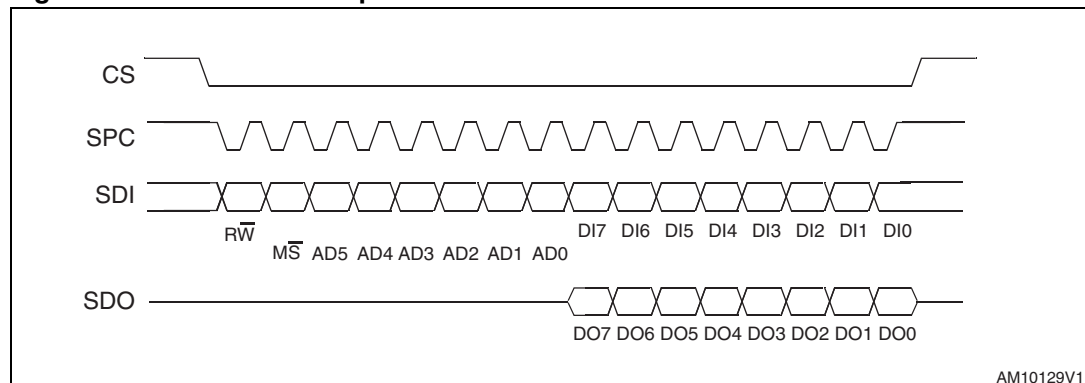 CS
SPC
SDI
RW̅
MS̅ AD5 AD4 AD3 AD2 AD1 AD0
DI7 DI6 DI5 DI4 DI3 DI2 DI1 DI0
SDO
DO7 DO6 DO5 DO4 DO3 DO2 DO1 DO0
AM10129V1